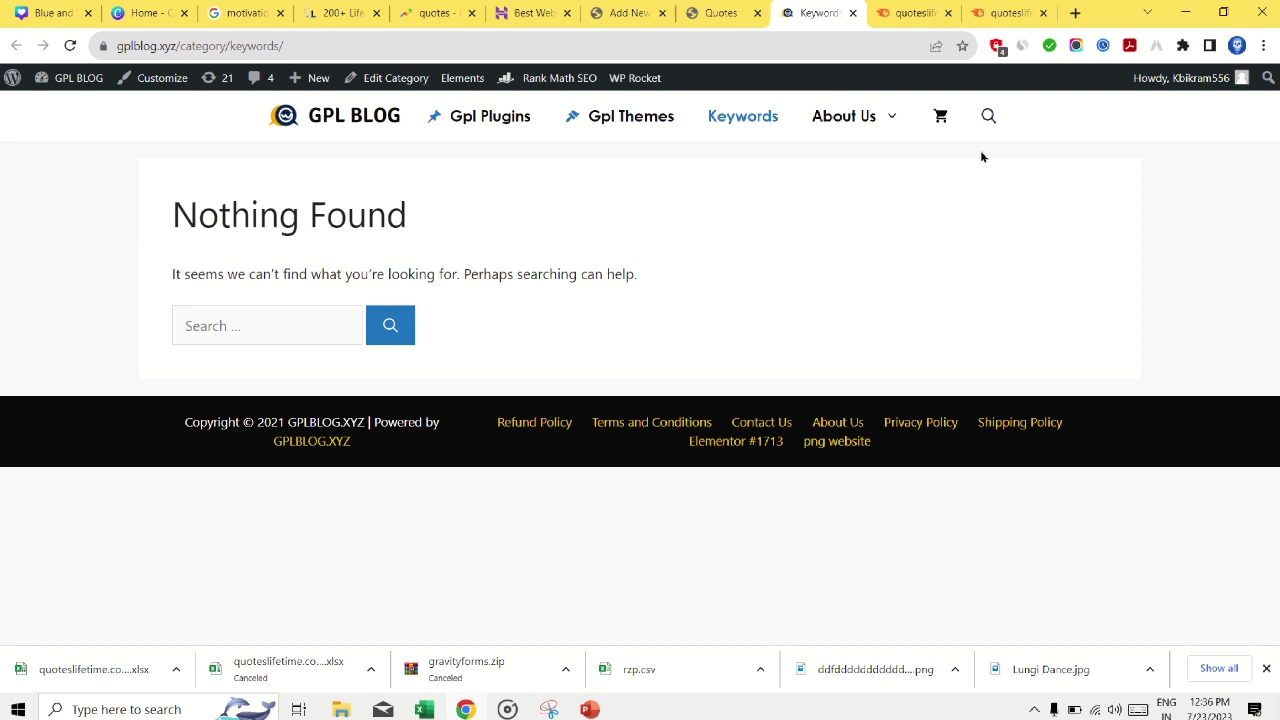 Blue and
Home - C
motivatio
200+ Life
quotes -
Best Web
Add New
Quotes
Keywords
quoteslif
quoteslife
gplblog.xyz/category/keywords/
4
GPL BLOG
Customize
21
4
New
Edit Category
Elements
Rank Math SEO
WP Rocket
Howdy, Kbikram556
GPL BLOG
Gpl Plugins
Gpl Themes
Keywords
About Us
Nothing Found
It seems we can’t find what you’re looking for. Perhaps searching can help.
Search ...
Copyright © 2021 GPLBLOG.XYZ | Powered by
GPLBLOG.XYZ
Refund Policy
Terms and Conditions
Contact Us
About Us
Privacy Policy
Shipping Policy
Elementor #1713
png website
quoteslifetime.co....xlsx
quoteslifetime.co....xlsx
Canceled
gravityforms.zip
Canceled
rzp.csv
ddfdddddddddddd....png
Lungi Dance.jpg
Show all
Type here to search
ENG
IN
12:36 PM
7/23/2023